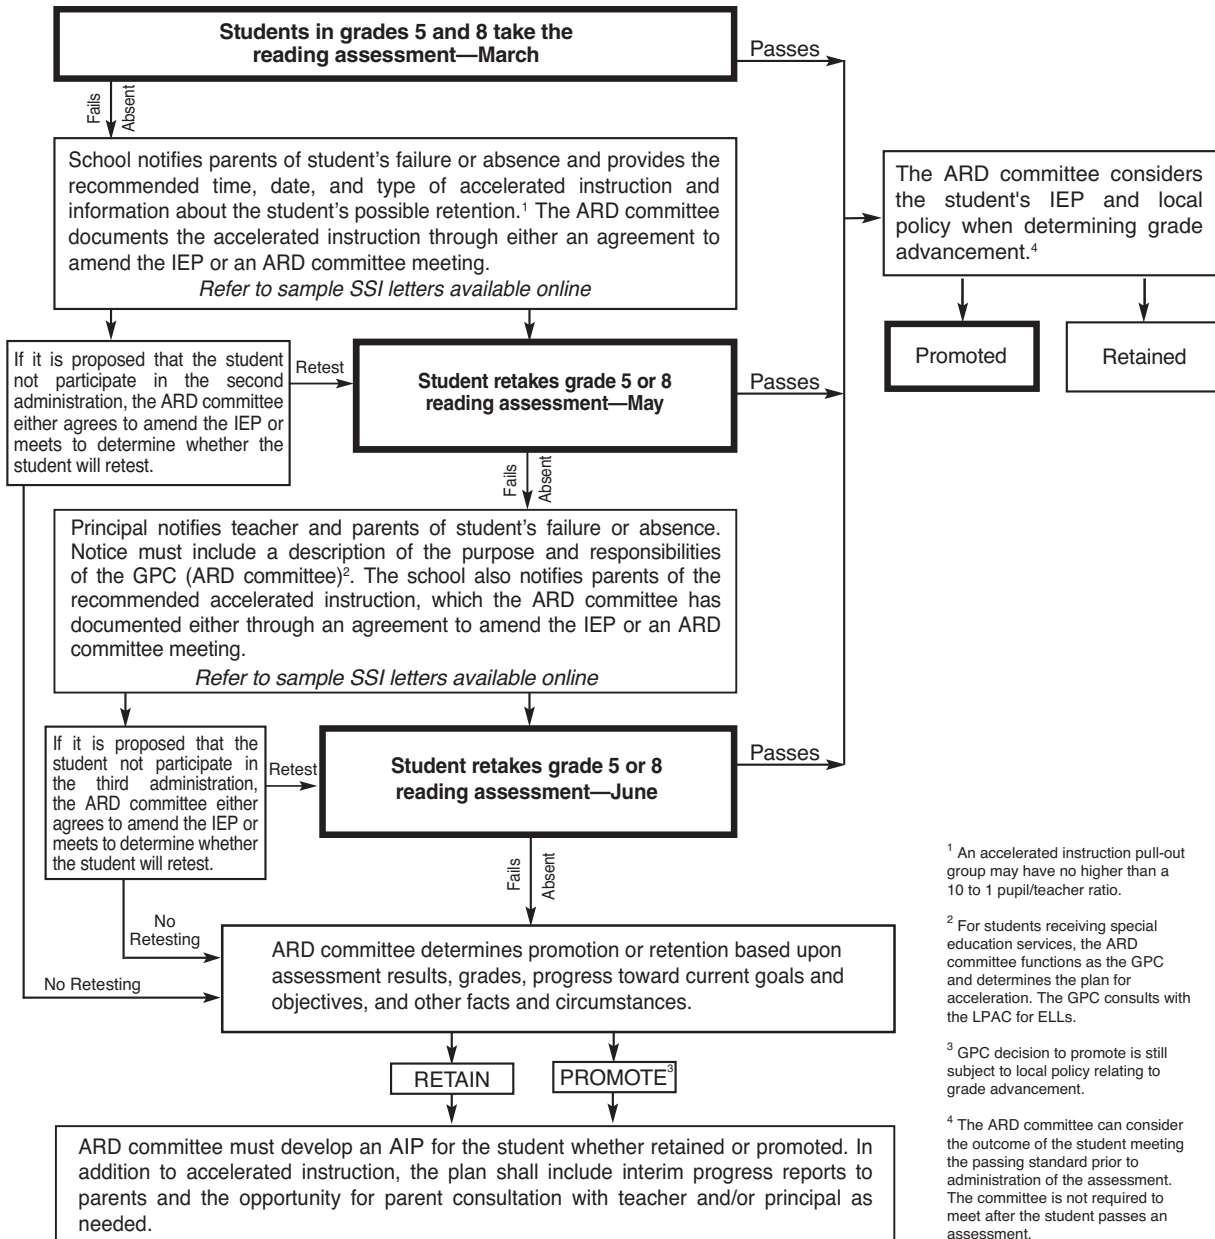 Students in grades 5 and 8 take the
reading assessment—March
Passes
Fails
Absent
School notifies parents of student’s failure or absence and provides the
recommended time, date, and type of accelerated instruction and
information about the student’s possible retention.1 The ARD committee
documents the accelerated instruction through either an agreement to
amend the IEP or an ARD committee meeting.
Refer to sample SSI letters available online
The ARD committee considers
the student's IEP and local
policy when determining grade
advancement.4
Promoted
Retained
If it is proposed that the student
not participate in the second
administration, the ARD committee
either agrees to amend the IEP or
meets to determine whether the
student will retest.
Retest
Student retakes grade 5 or 8
reading assessment—May
Passes
Fails
Absent
Principal notifies teacher and parents of student’s failure or absence.
Notice must include a description of the purpose and responsibilities
of the GPC (ARD committee)2. The school also notifies parents of the
recommended accelerated instruction, which the ARD committee has
documented either through an agreement to amend the IEP or an ARD
committee meeting.
Refer to sample SSI letters available online
If it is proposed that the
student not participate in
the third administration,
the ARD committee either
agrees to amend the IEP or
meets to determine whether
the student will retest.
Retest
Student retakes grade 5 or 8
reading assessment—June
Passes
Fails
Absent
No
Retesting
No Retesting
ARD committee determines promotion or retention based upon
assessment results, grades, progress toward current goals and
objectives, and other facts and circumstances.
RETAIN
PROMOTE3
ARD committee must develop an AIP for the student whether retained or promoted. In
addition to accelerated instruction, the plan shall include interim progress reports to
parents and the opportunity for parent consultation with teacher and/or principal as
needed.
1 An accelerated instruction pull-out
group may have no higher than a
10 to 1 pupil/teacher ratio.
2 For students receiving special
education services, the ARD
committee functions as the GPC
and determines the plan for
acceleration. The GPC consults with
the LPAC for ELLs.
3 GPC decision to promote is still
subject to local policy relating to
grade advancement.
4 The ARD committee can consider
the outcome of the student meeting
the passing standard prior to
administration of the assessment.
The committee is not required to
meet after the student passes an
assessment.